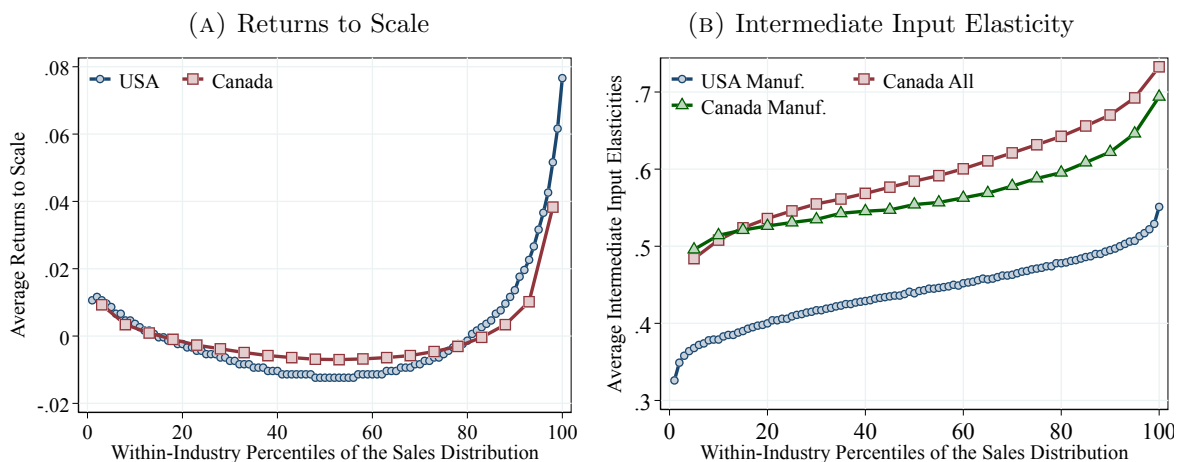 (A) Returns to Scale
.08
.06
.04
.02
0
-.02
Average Returns to Scale
USA
Canada
0 20 40 60 80 100
Within-Industry Percentiles of the Sales Distribution
(B) Intermediate Input Elasticity
.7
.6
.5
.4
.3
Average Intermediate Input Elasticities
USA Manuf.
Canada All
Canada Manuf.
0 20 40 60 80 100
Within-Industry Percentiles of the Sales Distribution